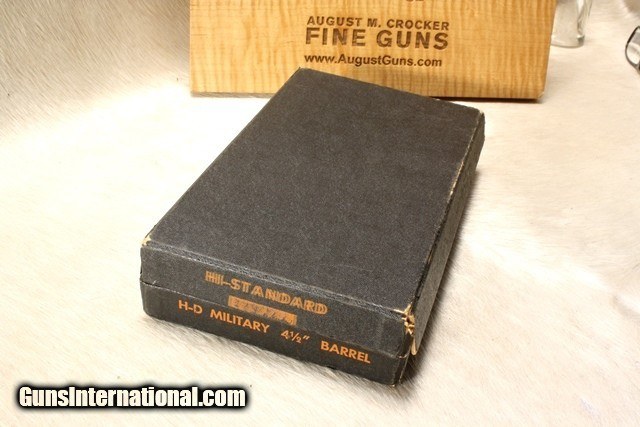 AUGUST M. CROCKER
FINE GUNS
www.AugustGuns.com
HI-STANDARD
H-D MILITARY 4½" BARREL
GunsInternational.com